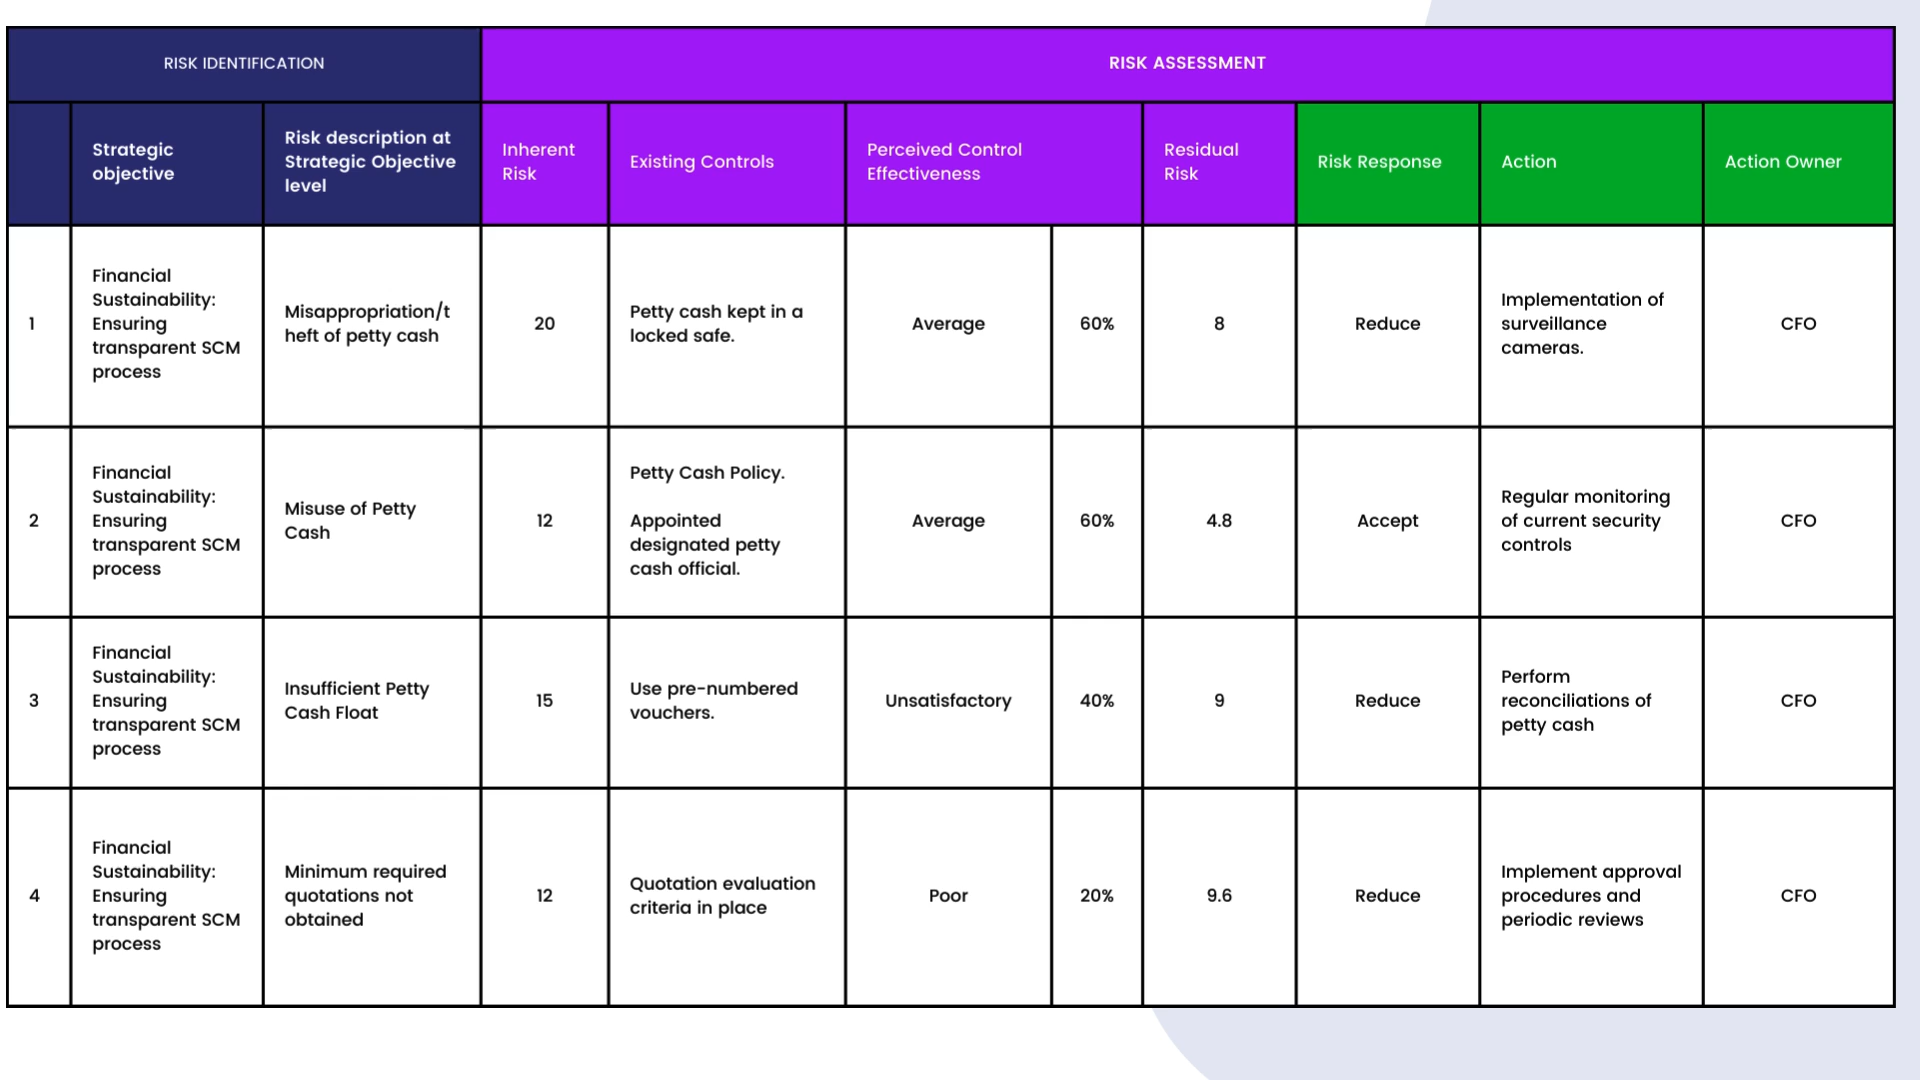 RISK IDENTIFICATION
RISK ASSESSMENT
Strategic
objective
Risk description at
Strategic Objective
level
Inherent
Risk
Existing Controls
Perceived Control
Effectiveness
Residual
Risk
Risk Response
Action
Action Owner
1
Financial
Sustainability:
Ensuring
transparent SCM
process
Misappropriation/t
heft of petty cash
20
Petty cash kept in a
locked safe.
Average
60%
8
Reduce
Implementation of
surveillance
cameras.
CFO
2
Financial
Sustainability:
Ensuring
transparent SCM
process
Misuse of Petty
Cash
12
Petty Cash Policy.
Appointed
designated petty
cash official.
Average
60%
4.8
Accept
Regular monitoring
of current security
controls
CFO
3
Financial
Sustainability:
Ensuring
transparent SCM
process
Insufficient Petty
Cash Float
15
Use pre-numbered
vouchers.
Unsatisfactory
40%
9
Reduce
Perform
reconciliations of
petty cash
CFO
4
Financial
Sustainability:
Ensuring
transparent SCM
process
Minimum required
quotations not
obtained
12
Quotation evaluation
criteria in place
Poor
20%
9.6
Reduce
Implement approval
procedures and
periodic reviews
CFO